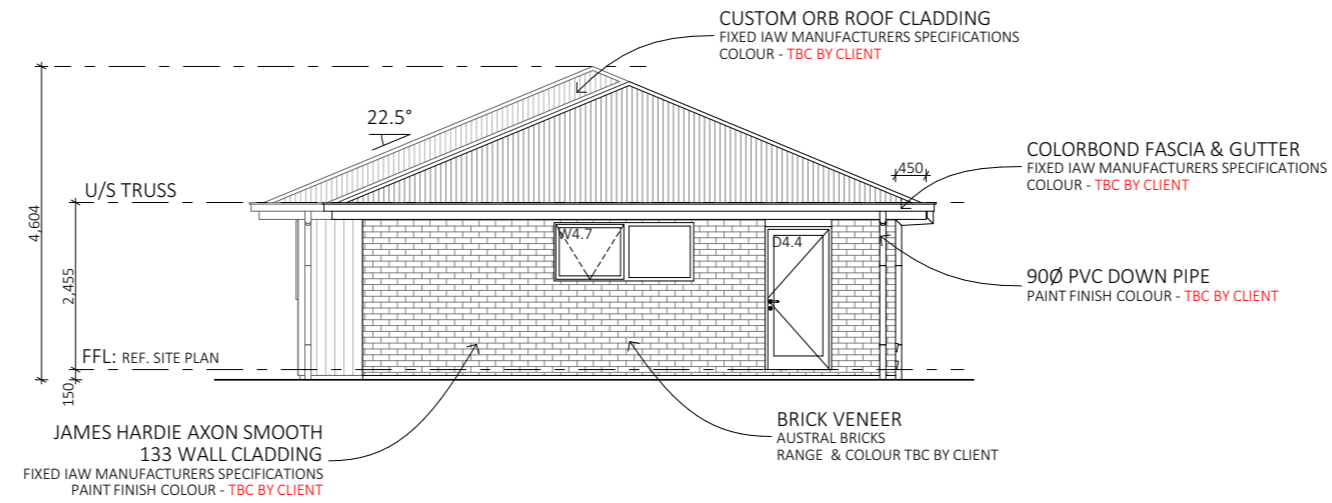 CUSTOM ORB ROOF CLADDING
FIXED IAW MANUFACTURERS SPECIFICATIONS
COLOUR - TBC BY CLIENT
22.5°
COLORBOND FASCIA & GUTTER
FIXED IAW MANUFACTURERS SPECIFICATIONS
COLOUR - TBC BY CLIENT
450
U/S TRUSS
4,604
2,455
W4.7
D4.4
90Ø PVC DOWN PIPE
PAINT FINISH COLOUR - TBC BY CLIENT
FFL: REF. SITE PLAN
150
JAMES HARDIE AXON SMOOTH
133 WALL CLADDING
FIXED IAW MANUFACTURERS SPECIFICATIONS
PAINT FINISH COLOUR - TBC BY CLIENT
BRICK VENEER
AUSTRAL BRICKS
RANGE & COLOUR TBC BY CLIENT